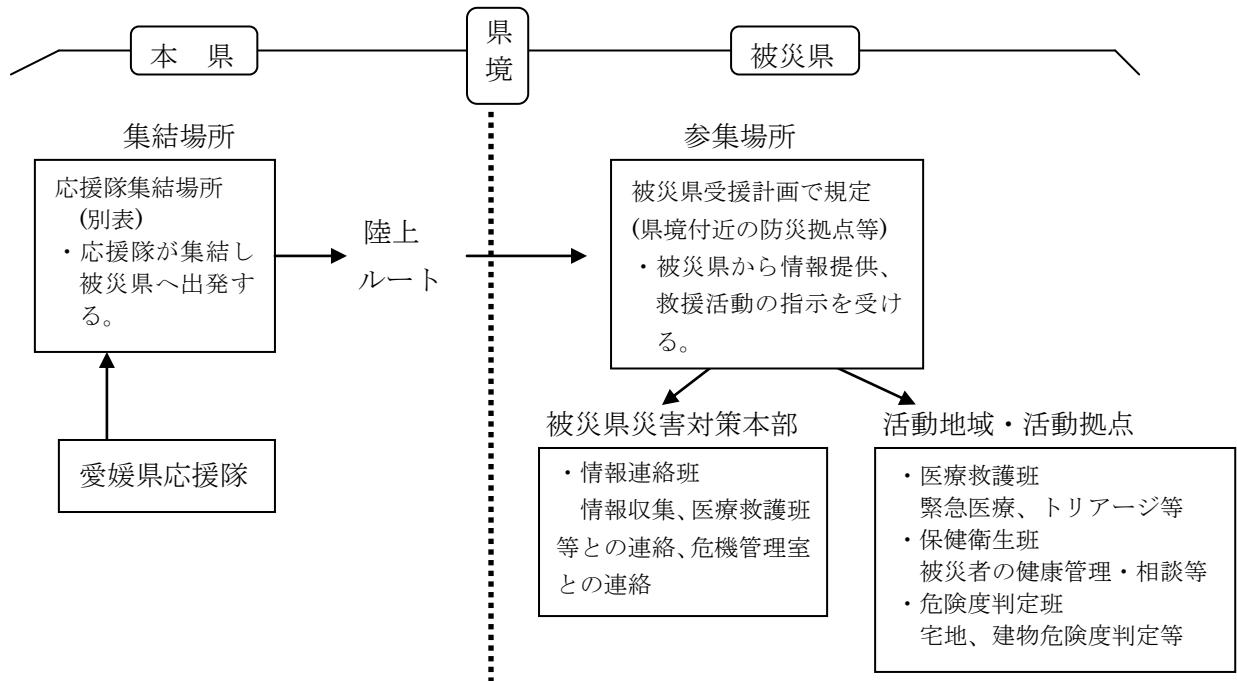 本　県
県
境
被災県
集結場所
応援隊集結場所
(別表)
・応援隊が集結し
被災県へ出発す
る。
愛媛県応援隊
陸上
ルート
参集場所
被災県受援計画で規定
(県境付近の防災拠点等)
・被災県から情報提供、
救援活動の指示を受け
る。
被災県災害対策本部
・情報連絡班
情報収集、医療救護班
等との連絡、危機管理室
との連絡
活動地域・活動拠点
・医療救護班
緊急医療、トリアージ等
・保健衛生班
被災者の健康管理・相談等
・危険度判定班
宅地、建物危険度判定等